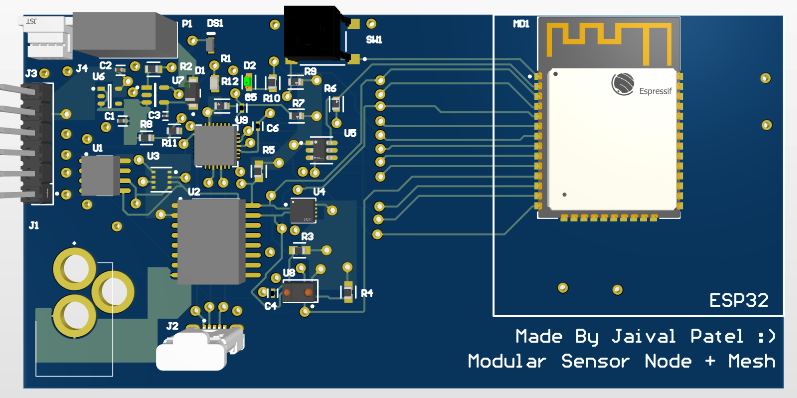 JST
P1
DS1
MD1
SW1
J3
J4
C2
U6
R2
R1
D1
D2
U7
R12
R9
C5
R10
R6
Espressif
C1
C3
U9
C6
R7
R8
R11
U5
U1
U3
R5
U2
U4
J1
R3
U8
C4
R4
J2
ESP32
Made By Jaival Patel :)
Modular Sensor Node + Mesh